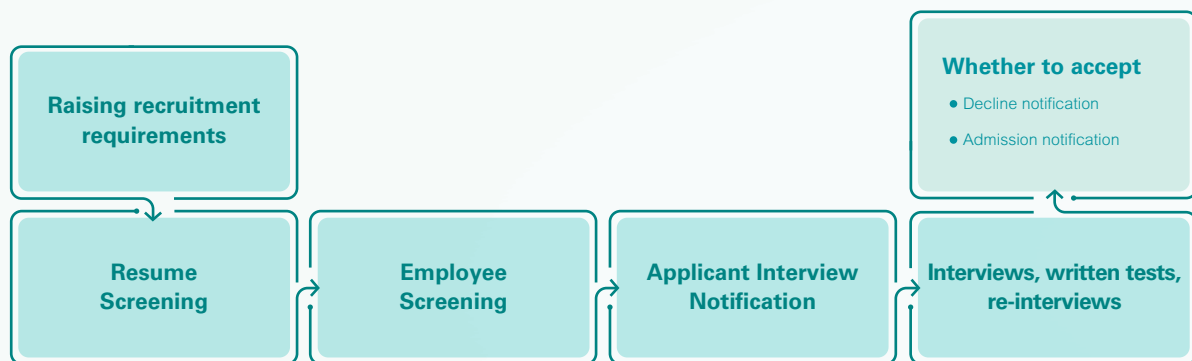 Raising recruitment
requirements
Resume
Screening
Employee
Screening
Applicant Interview
Notification
Interviews, written tests,
re-interviews
Whether to accept
● Decline notification
● Admission notification